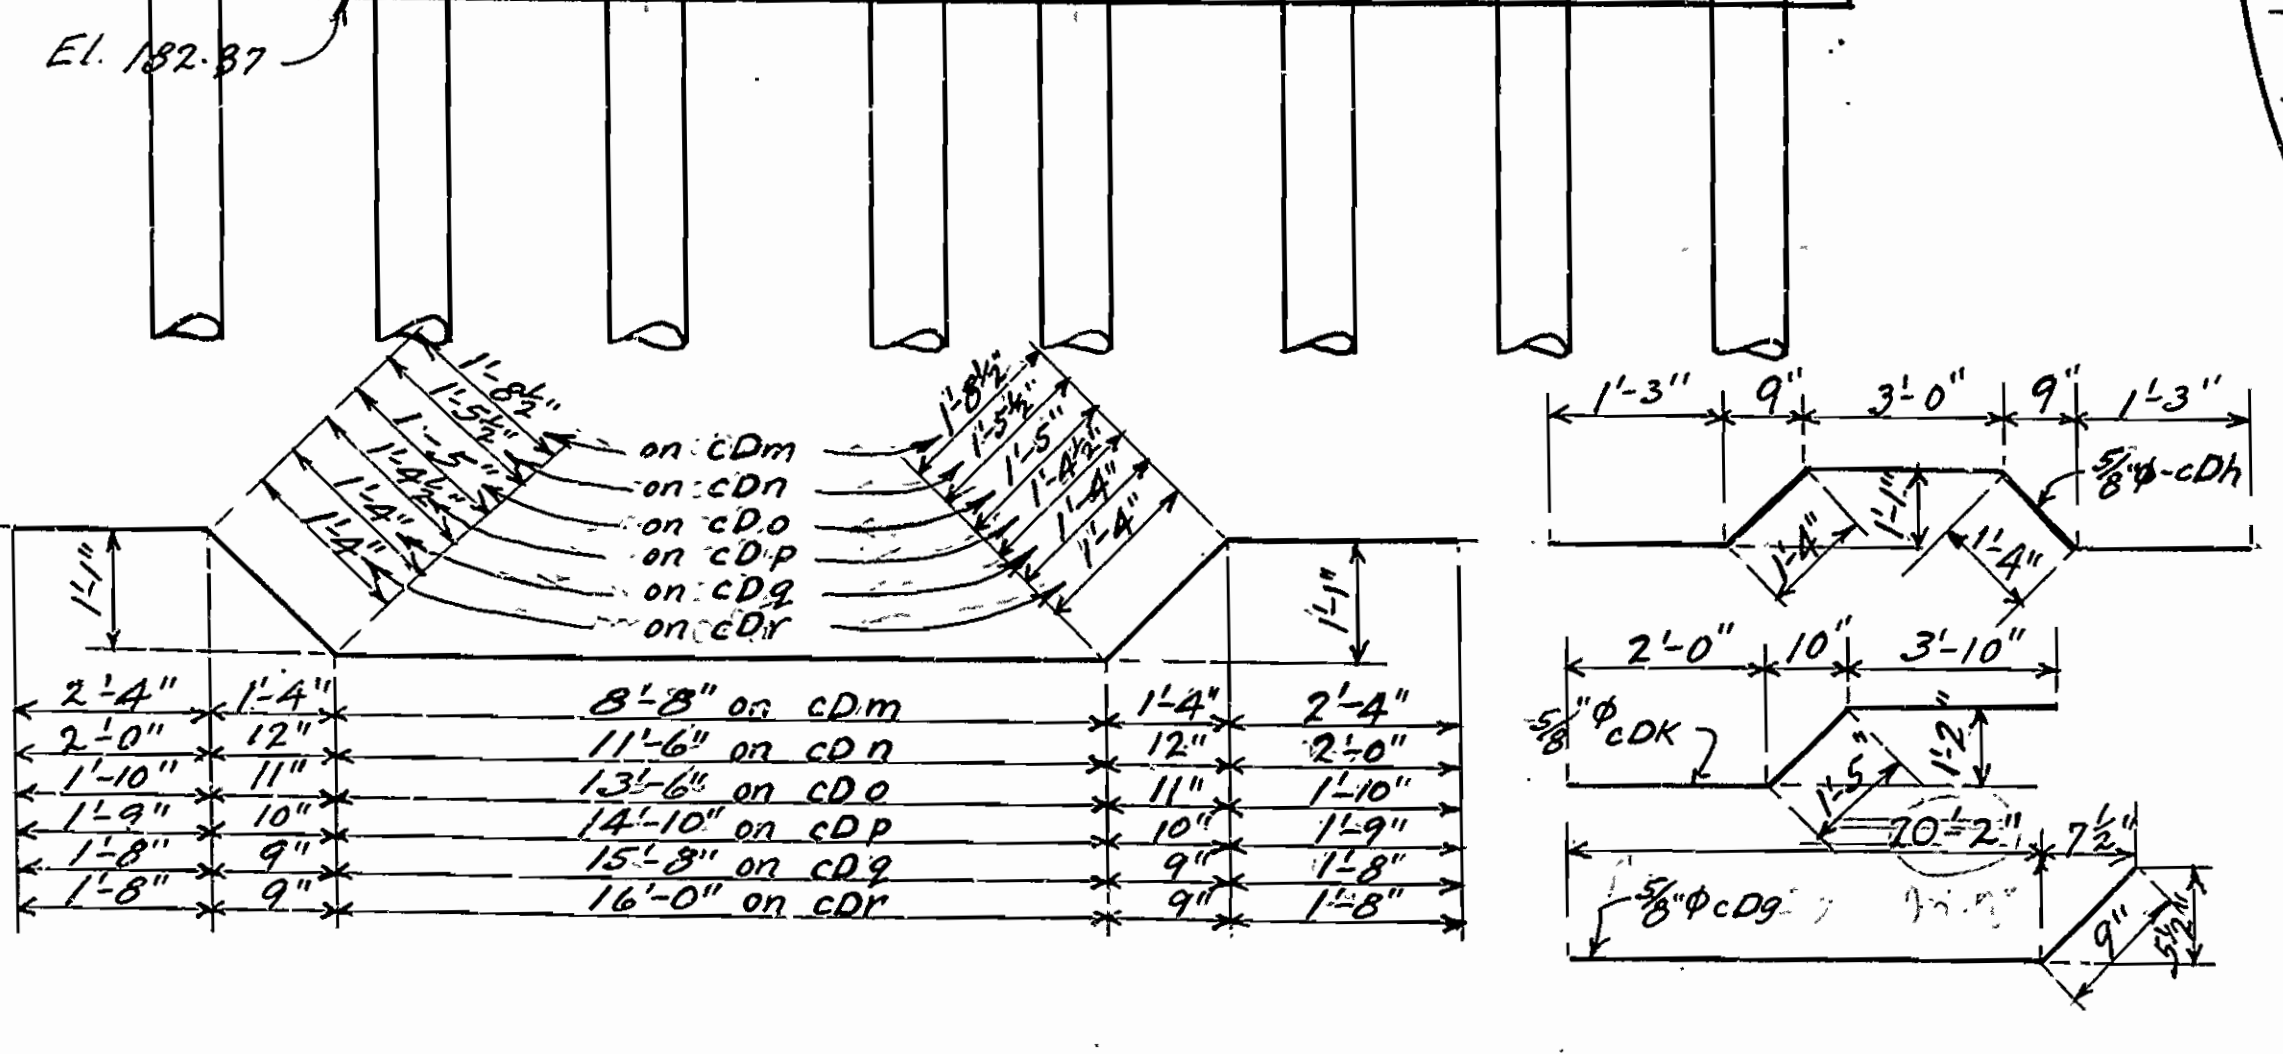 El. 182.37
1'-8½" on cDm 1'-8½"
1'-5½" on cDn 1'-5½"
1'-5" on cDo 1'-5"
1'-4½" on cDp 1'-4½"
1'-4" on cDq 1'-4"
1'-4" on cDr 1'-4"
1'-1" 1'-1"
2'-4" 1'-4" 8'-8" on cDm 1'-4" 2'-4"
2'-0" 12" 11'-6" on cDn 12" 2'-0"
1'-10" 11" 13'-6" on cDo 11" 1'-10"
1'-9" 10" 14'-10" on cDp 10" 1'-9"
1'-8" 9" 15'-8" on cDq 9" 1'-8"
1'-8" 9" 16'-0" on cDr 9" 1'-8"
1'-3" 9" 3'-0" 9" 1'-3"
5/8"φ-cDh
1'-4" 1'-1" 1'-4"
2'-0" 10" 3'-10"
5/8"φ
cDK
1'-5" 1'-2"
20'-2" 7½"
5/8"φ cDg
9" 5½"